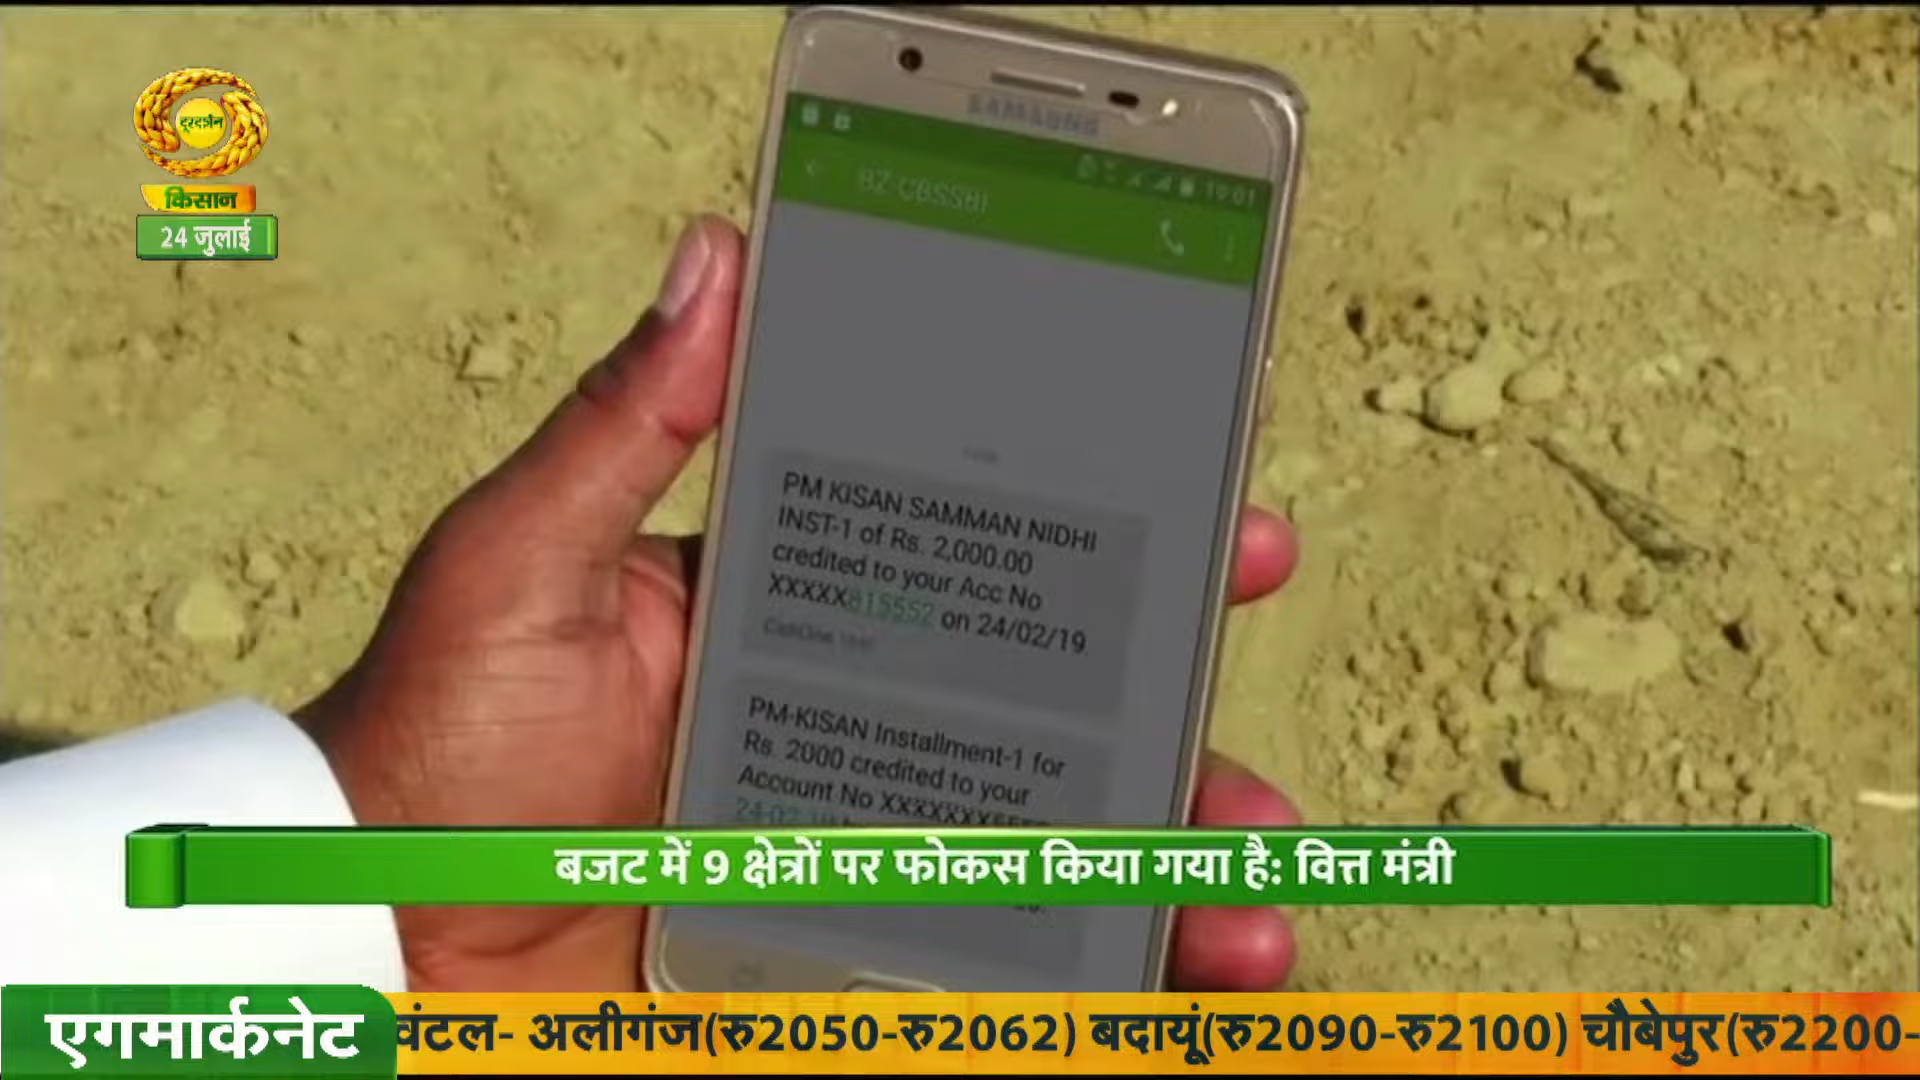 दूरदर्शन
किसान
24 जुलाई
SAMSUNG
19:01
BZ-CBSSBI
PM KISAN SAMMAN NIDHI
INST-1 of Rs. 2,000.00
credited to your Acc No
XXXXX815552 on 24/02/19
PM-KISAN Installment-1 for
Rs. 2000 credited to your
Account No
बजट में 9 क्षेत्रों पर फोकस किया गया है: वित्त मंत्री
एगमार्कनेट
वंटल- अलीगंज(रु2050-रु2062) बदायूं(रु2090-रु2100) चौबेपुर(रु2200-